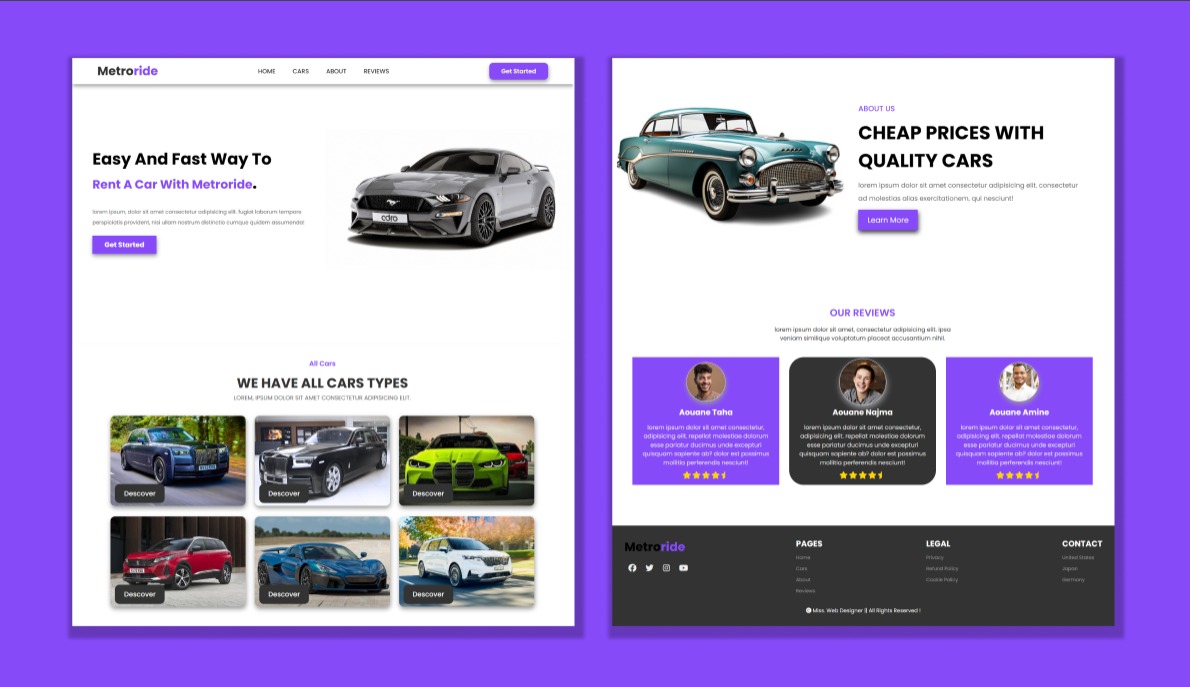 Metroride
HOME CARS ABOUT REVIEWS
Get Started
Easy And Fast Way To
Rent A Car With Metroride.
lorem ipsum, dolor sit amet consectetur adipisicing elit. fugiat laborum tempore
perspiciatis provident, nisi ullam nostrum distinctio cumque quidem assumenda!
Get Started
cdro
All Cars
WE HAVE ALL CARS TYPES
LOREM, IPSUM DOLOR SIT AMET CONSECTETUR ADIPISICING ELIT.
Descover
Descover
Descover
Descover
Descover
Descover
ABOUT US
CHEAP PRICES WITH
QUALITY CARS
lorem ipsum dolor sit amet consectetur adipisicing elit. consectetur
ad molestias alias exercitationem, qui nesciunt!
Learn More
OUR REVIEWS
lorem ipsum dolor sit amet, consectetur adipisicing elit. ipsa
veniam similique voluptatum placeat accusantium nihil.
Aouane Taha
lorem ipsum dolor sit amet consectetur,
adipisicing elit. repellat molestiae dolorum
esse pariatur ducimus unde excepturi
quisquam sapiente ab? dolor est possimus
mollitia perferendis nesciunt!
Aouane Najma
lorem ipsum dolor sit amet consectetur,
adipisicing elit. repellat molestiae dolorum
esse pariatur ducimus unde excepturi
quisquam sapiente ab? dolor est possimus
mollitia perferendis nesciunt!
Aouane Amine
lorem ipsum dolor sit amet consectetur,
adipisicing elit. repellat molestiae dolorum
esse pariatur ducimus unde excepturi
quisquam sapiente ab? dolor est possimus
mollitia perferendis nesciunt!
Metroride
PAGES
Home
Cars
About
Reviews
LEGAL
Privacy
Refund Policy
Cookie Policy
CONTACT
United States
Japan
Germany
© Miss. Web Designer || All Rights Reserved !